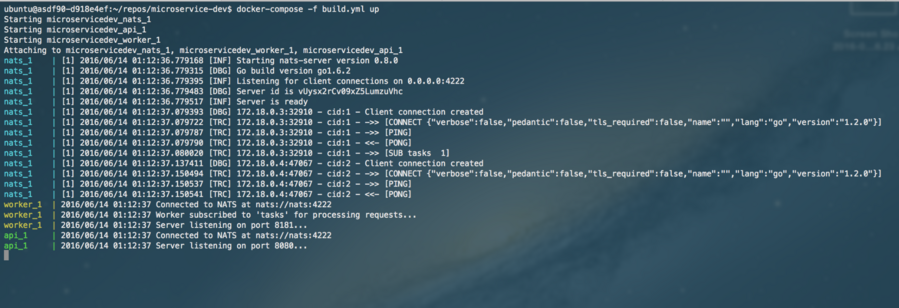 ubuntu@asdf90-d918e4ef:~/repos/microservice-dev$ docker-compose -f build.yml up
Starting microservicedev_nats_1
Starting microservicedev_api_1
Starting microservicedev_worker_1
Attaching to microservicedev_nats_1, microservicedev_worker_1, microservicedev_api_1
nats_1 | [1] 2016/06/14 01:12:36.779168 [INF] Starting nats-server version 0.8.0
nats_1 | [1] 2016/06/14 01:12:36.779315 [DBG] Go build version go1.6.2
nats_1 | [1] 2016/06/14 01:12:36.779395 [INF] Listening for client connections on 0.0.0.0:4222
nats_1 | [1] 2016/06/14 01:12:36.779483 [DBG] Server id is vUysx2rCv09xZ5LumzuVhc
nats_1 | [1] 2016/06/14 01:12:36.779517 [INF] Server is ready
nats_1 | [1] 2016/06/14 01:12:37.079393 [DBG] 172.18.0.3:32910 - cid:1 - Client connection created
nats_1 | [1] 2016/06/14 01:12:37.079722 [TRC] 172.18.0.3:32910 - cid:1 - ->> [CONNECT {"verbose":false,"pedantic":false,"tls_required":false,"name":"","lang":"go","version":"1.2.0"}]
nats_1 | [1] 2016/06/14 01:12:37.079787 [TRC] 172.18.0.3:32910 - cid:1 - ->> [PING]
nats_1 | [1] 2016/06/14 01:12:37.079790 [TRC] 172.18.0.3:32910 - cid:1 - <<- [PONG]
nats_1 | [1] 2016/06/14 01:12:37.080020 [TRC] 172.18.0.3:32910 - cid:1 - ->> [SUB tasks  1]
nats_1 | [1] 2016/06/14 01:12:37.137411 [DBG] 172.18.0.4:47067 - cid:2 - Client connection created
nats_1 | [1] 2016/06/14 01:12:37.150494 [TRC] 172.18.0.4:47067 - cid:2 - ->> [CONNECT {"verbose":false,"pedantic":false,"tls_required":false,"name":"","lang":"go","version":"1.2.0"}]
nats_1 | [1] 2016/06/14 01:12:37.150537 [TRC] 172.18.0.4:47067 - cid:2 - ->> [PING]
nats_1 | [1] 2016/06/14 01:12:37.150541 [TRC] 172.18.0.4:47067 - cid:2 - <<- [PONG]
worker_1 | 2016/06/14 01:12:37 Connected to NATS at nats://nats:4222
worker_1 | 2016/06/14 01:12:37 Worker subscribed to 'tasks' for processing requests...
worker_1 | 2016/06/14 01:12:37 Server listening on port 8181...
api_1 | 2016/06/14 01:12:37 Connected to NATS at nats://nats:4222
api_1 | 2016/06/14 01:12:37 Server listening on port 8080...